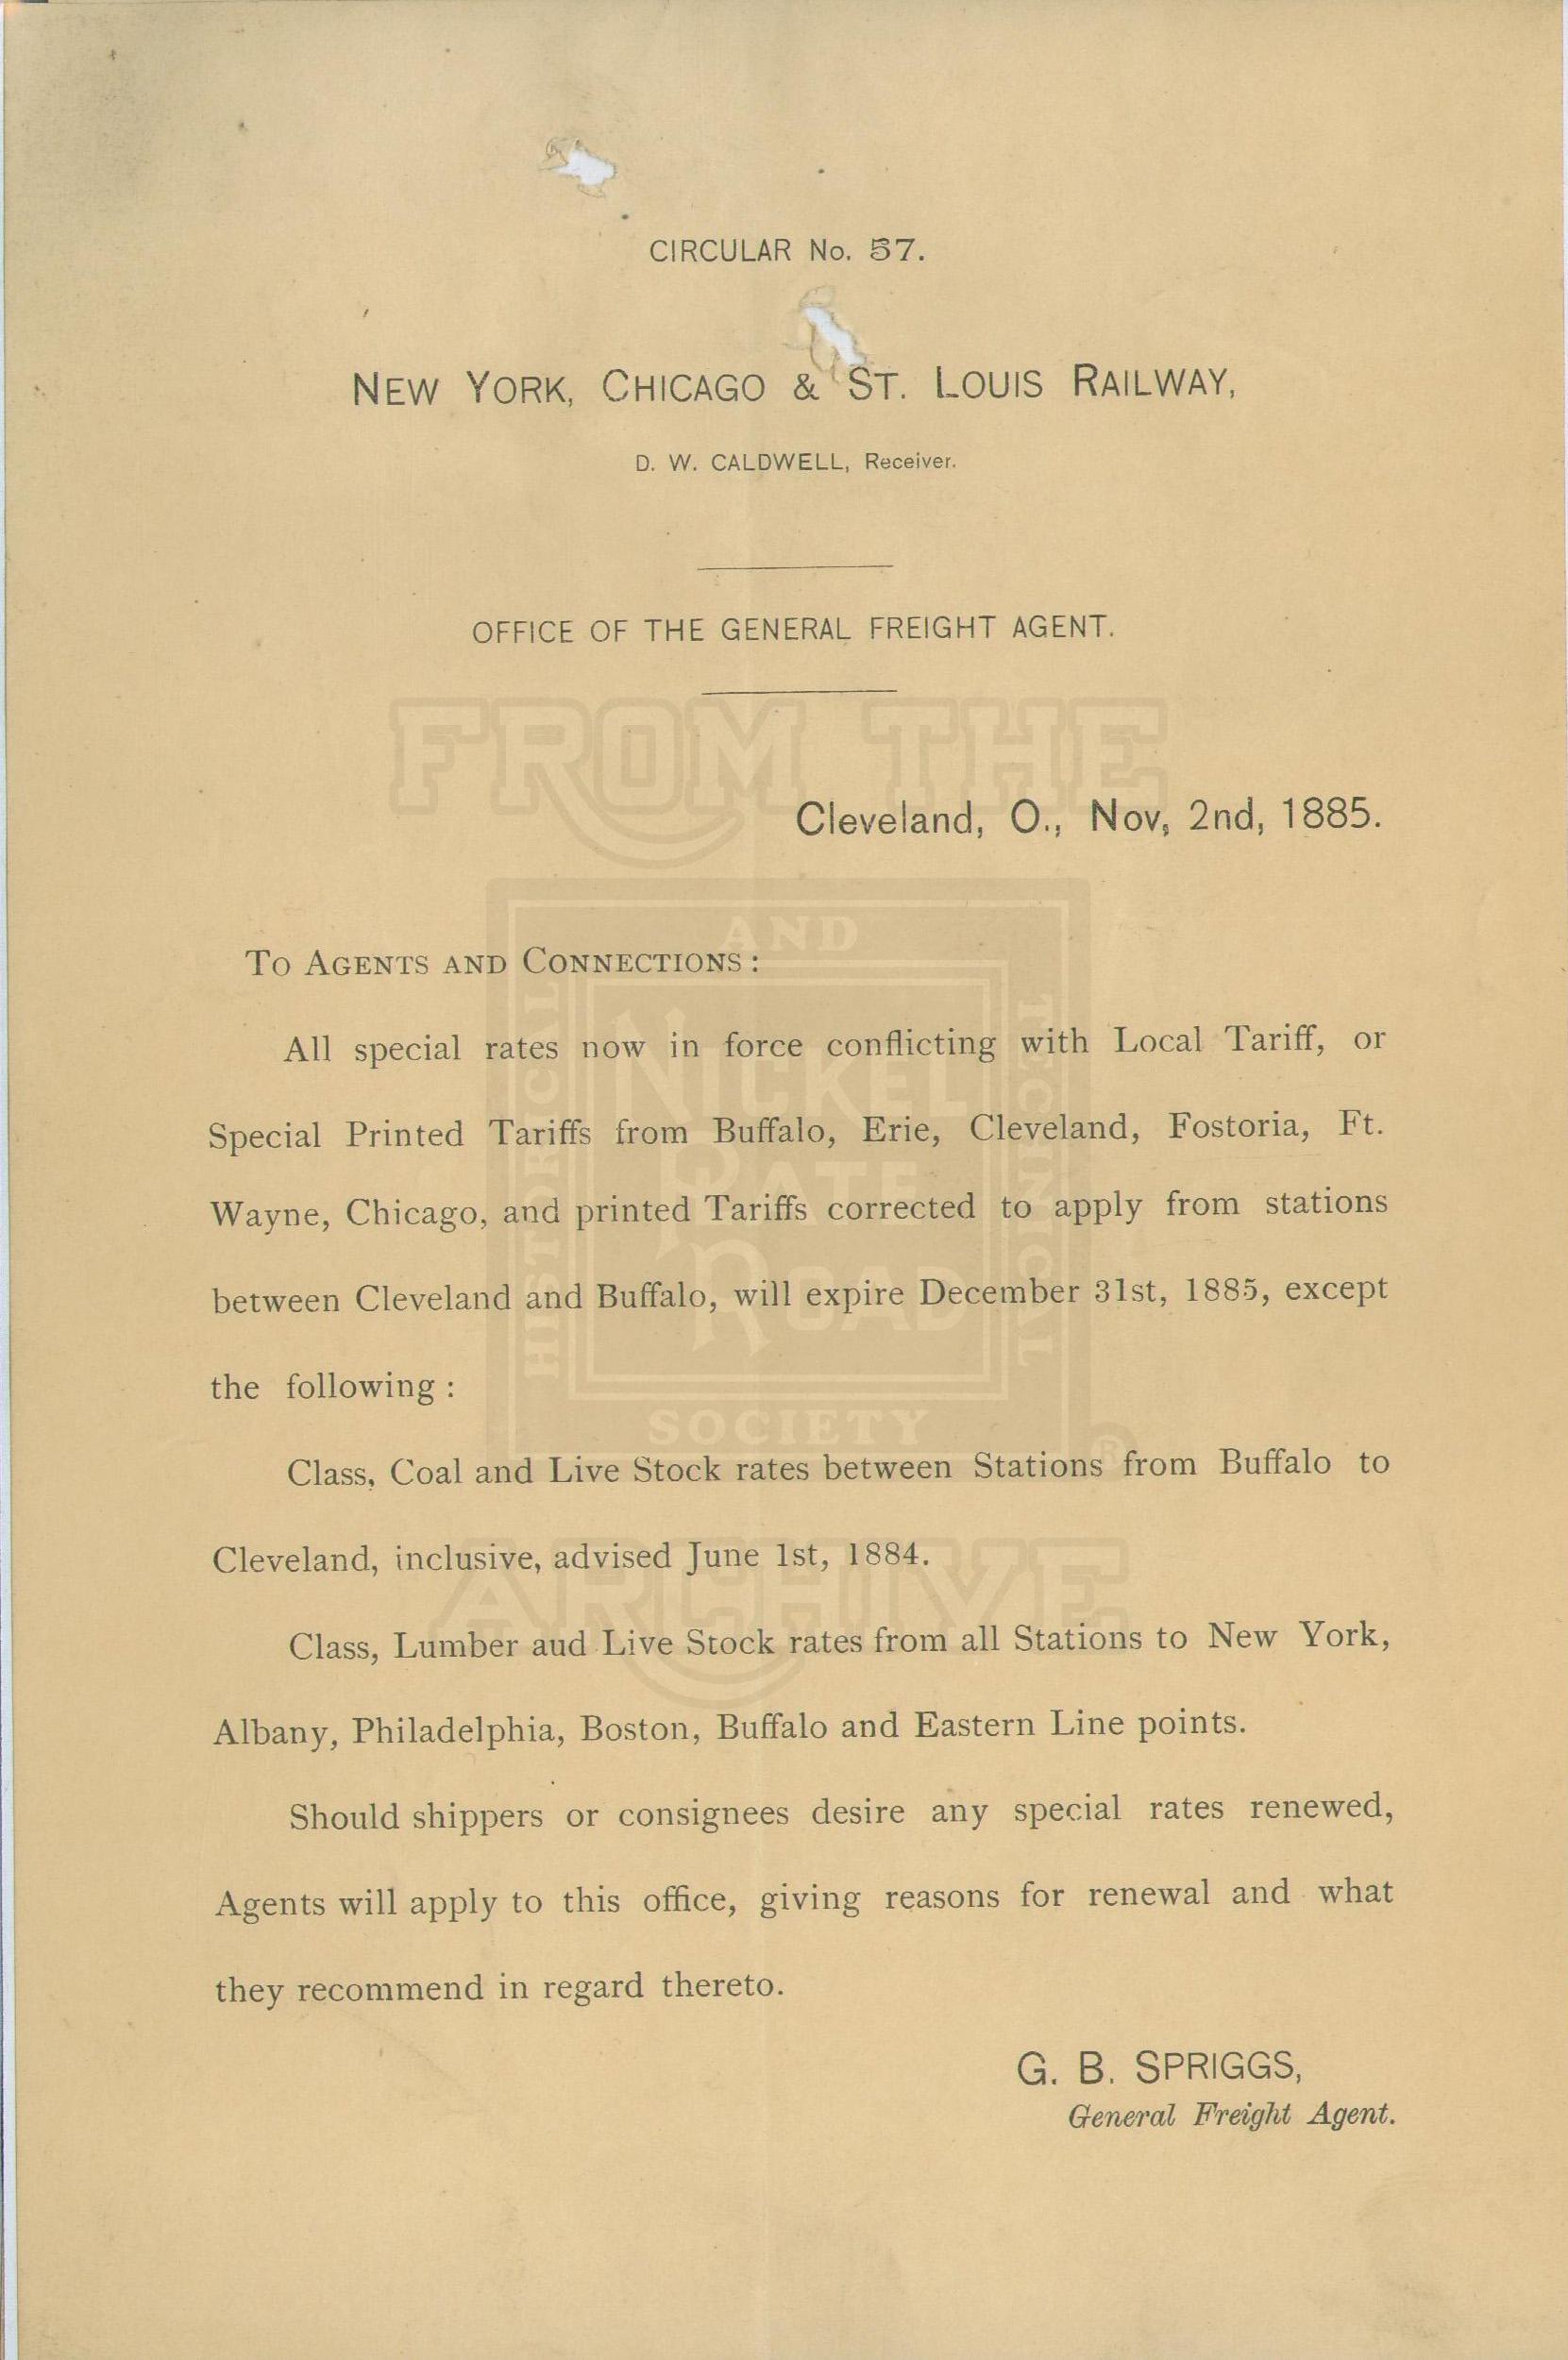 CIRCULAR No. 57.
NEW YORK, CHICAGO & ST. LOUIS RAILWAY,
D. W. CALDWELL, Receiver.
OFFICE OF THE GENERAL FREIGHT AGENT.
FROM THE
Cleveland, O., Nov, 2nd, 1885.
AND
TO AGENTS AND CONNECTIONS:
All special rates now in force conflicting with Local Tariff, or
Special Printed Tariffs from Buffalo, Erie, Cleveland, Fostoria, Ft.
Wayne, Chicago, and printed Tariffs corrected to apply from stations
between Cleveland and Buffalo, will expire December 31st, 1885, except
the following:
HISTORICAL
NICKEL
PLATE
ROAD
TECHNICAL
SOCIETY
®
Class, Coal and Live Stock rates between Stations from Buffalo to
Cleveland, inclusive, advised June 1st, 1884.
ARCHIVE
Class, Lumber aud Live Stock rates from all Stations to New York,
Albany, Philadelphia, Boston, Buffalo and Eastern Line points.
Should shippers or consignees desire any special rates renewed,
Agents will apply to this office, giving reasons for renewal and what
they recommend in regard thereto.
G. B. SPRIGGS,
General Freight Agent.